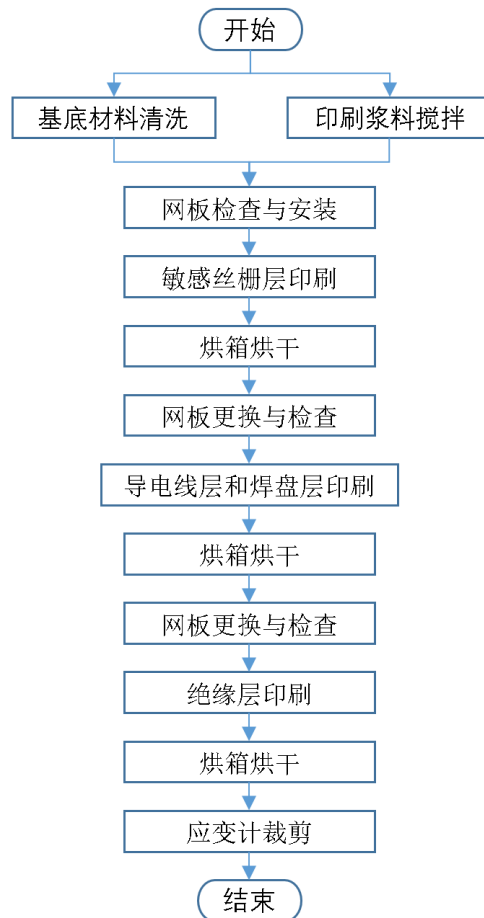 开始
基底材料清洗
印刷浆料搅拌
网板检查与安装
敏感丝栅层印刷
烘箱烘干
网板更换与检查
导电线层和焊盘层印刷
烘箱烘干
网板更换与检查
绝缘层印刷
烘箱烘干
应变计裁剪
结束